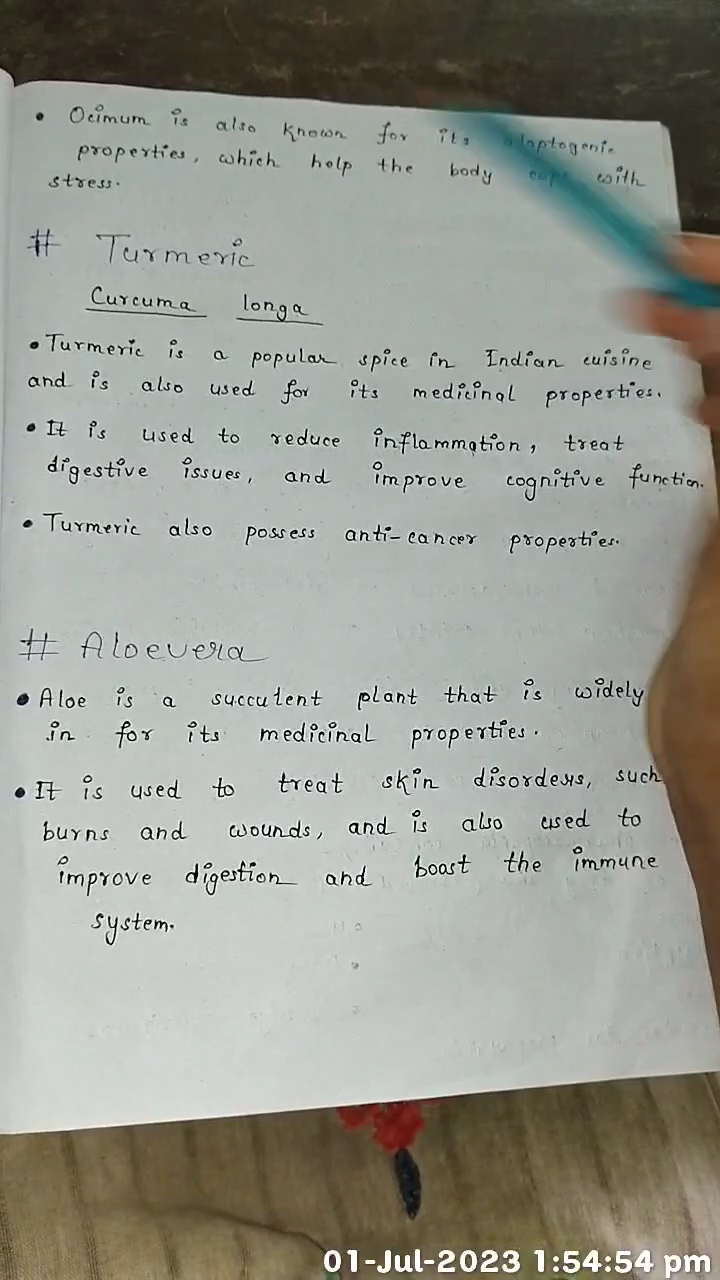 • Ocimum is also known for its adaptogenic
properties, which help the body cope with
stress.
# Turmeric
Curcuma longa
• Turmeric is a popular spice in Indian cuisine
and is also used for its medicinal properties.
• It is used to reduce inflammation, treat
digestive issues, and improve cognitive function.
• Turmeric also possess anti-cancer properties.
# Aloevera
• Aloe is a succulent plant that is widely
in for its medicinal properties.
• It is used to treat skin disorders, such
burns and wounds, and is also used to
improve digestion and boast the immune
system.
01-Jul-2023 1:54:54 pm